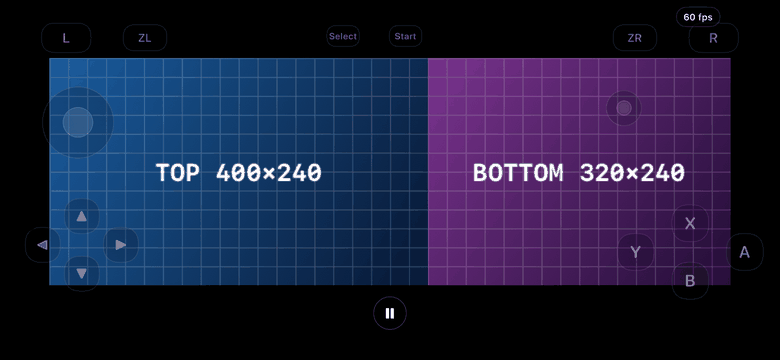 60 fps
L
ZL
Select
Start
ZR
R
TOP 400×240
BOTTOM 320×240
X
Y
A
B